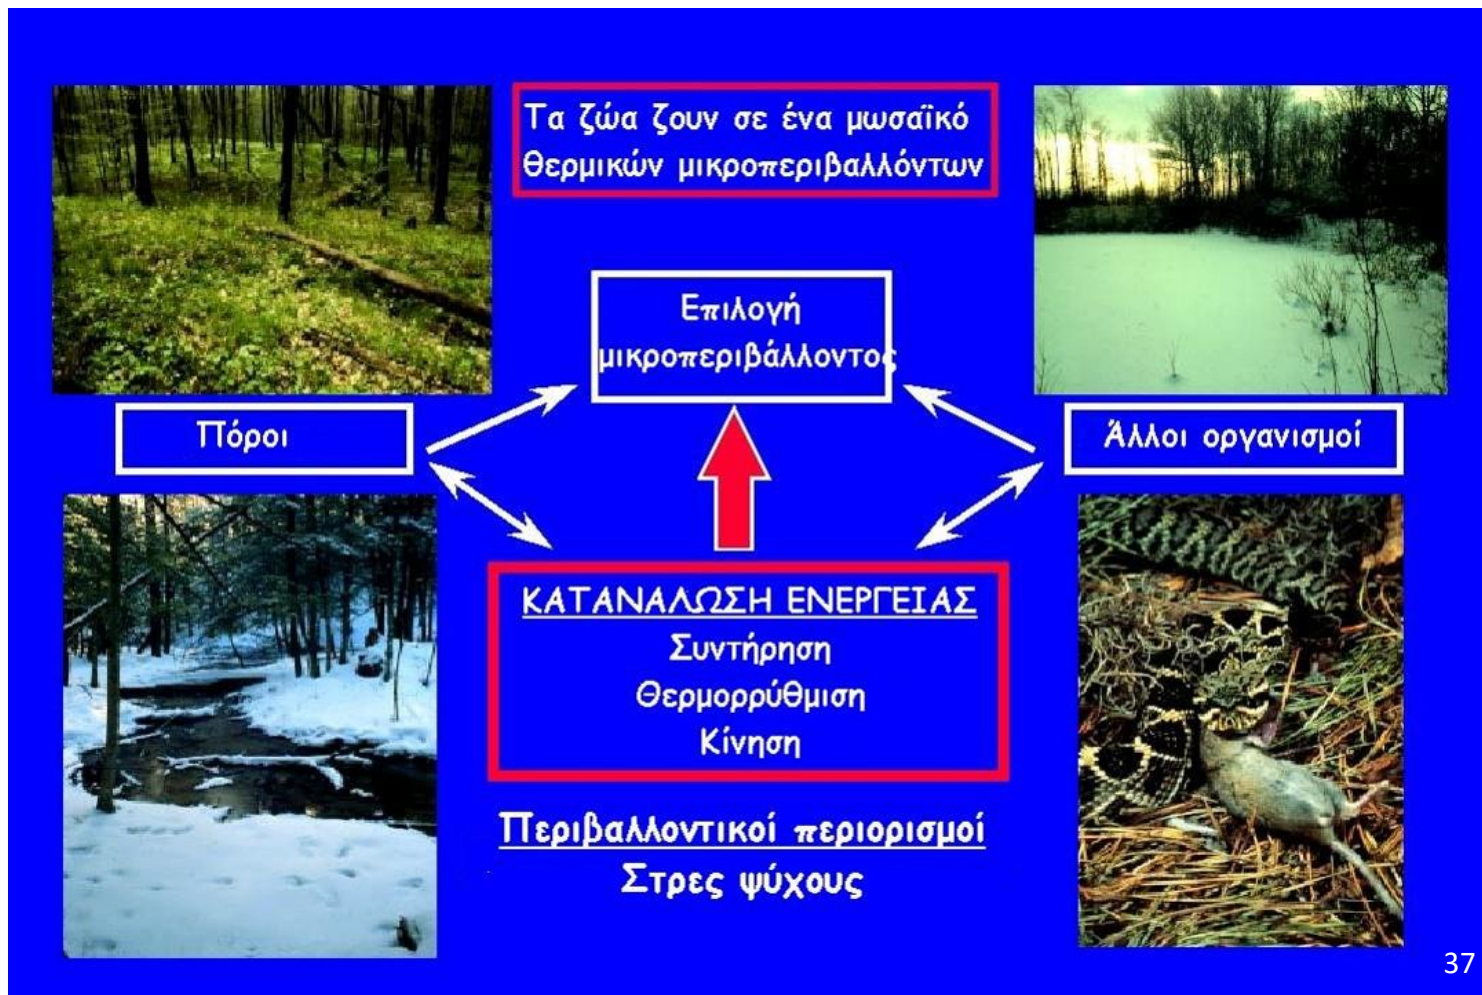 Τα ζώα ζουν σε ένα μωσαϊκό
θερμικών μικροπεριβαλλόντων
Επιλογή
μικροπεριβάλλοντος
Πόροι
Άλλοι οργανισμοί
ΚΑΤΑΝΑΛΩΣΗ ΕΝΕΡΓΕΙΑΣ
Συντήρηση
Θερμορρύθμιση
Κίνηση
Περιβαλλοντικοί περιορισμοί
Στρες ψύχους
37